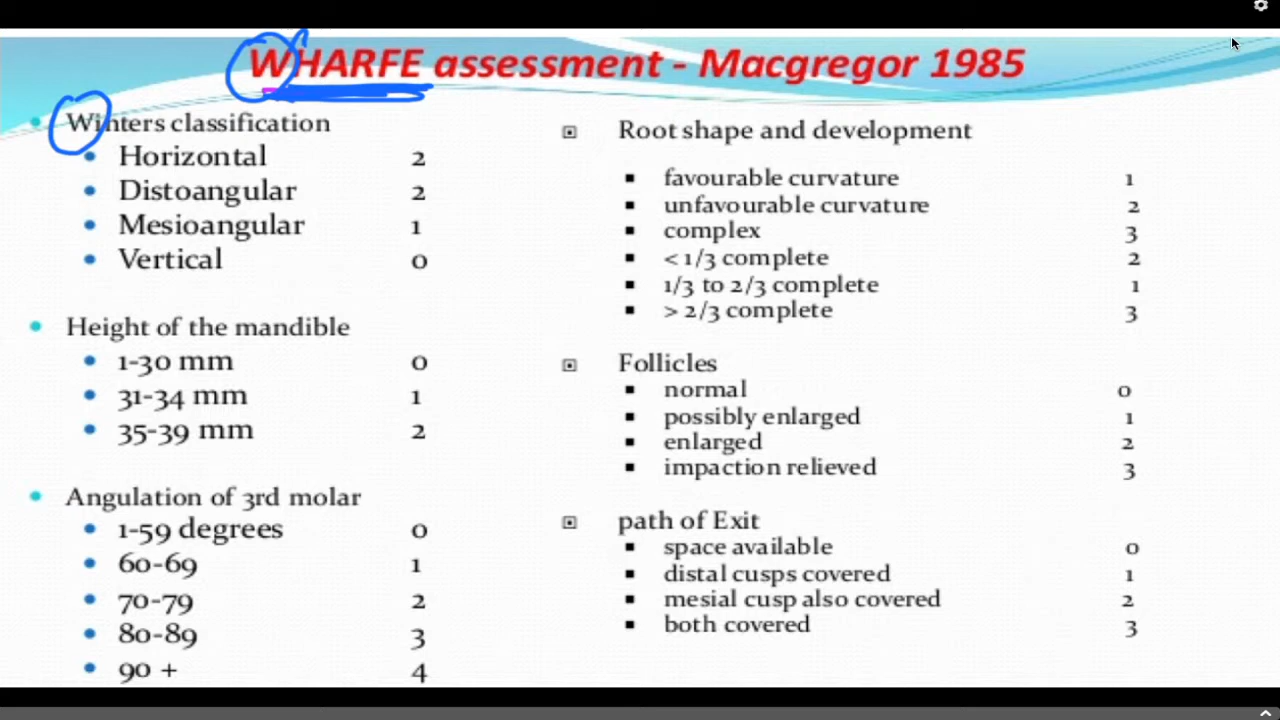 WHARFE assessment - Macgregor 1985
Winters classification
Horizontal 2
Distoangular 2
Mesioangular 1
Vertical 0
Height of the mandible
1-30 mm 0
31-34 mm 1
35-39 mm 2
Angulation of 3rd molar
1-59 degrees 0
60-69 1
70-79 2
80-89 3
90 + 4
Root shape and development
favourable curvature 1
unfavourable curvature 2
complex 3
< 1/3 complete 2
1/3 to 2/3 complete 1
> 2/3 complete 3
Follicles
normal 0
possibly enlarged 1
enlarged 2
impaction relieved 3
path of Exit
space available 0
distal cusps covered 1
mesial cusp also covered 2
both covered 3